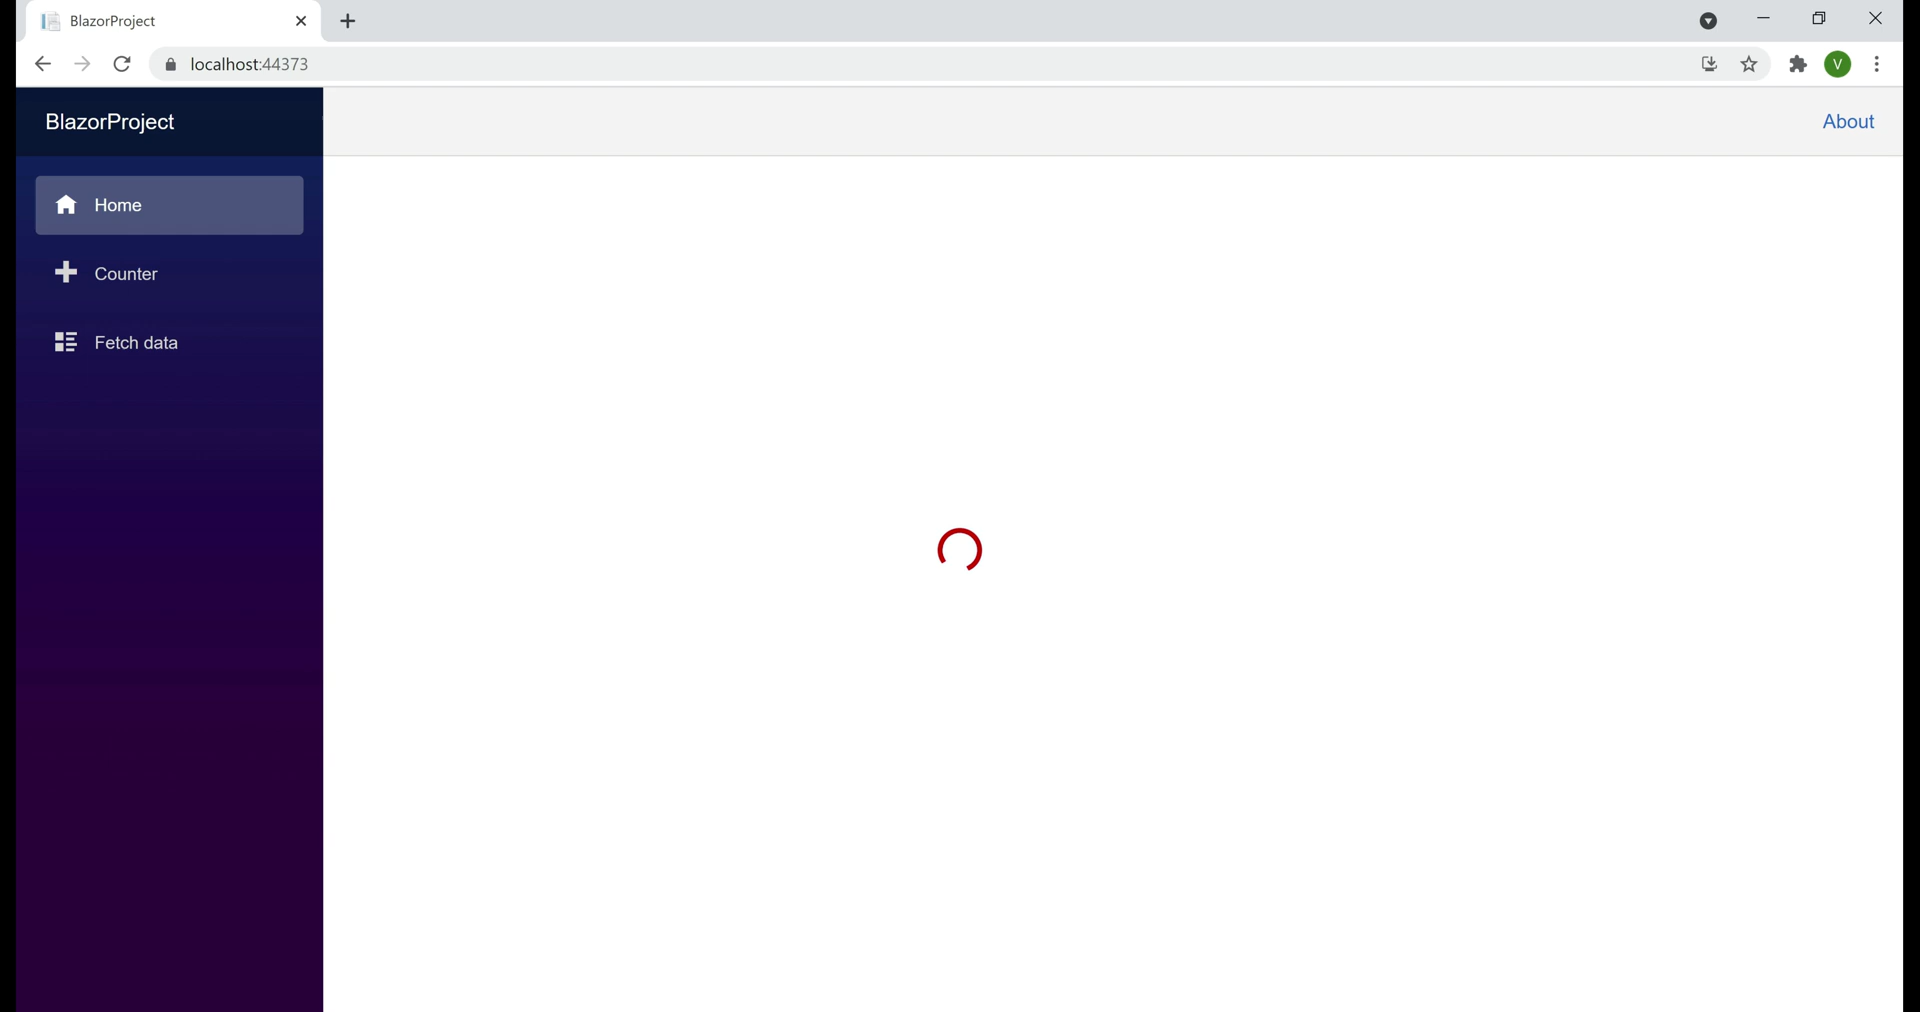 BlazorProject
localhost:44373
V
BlazorProject
About
Home
Counter
Fetch data